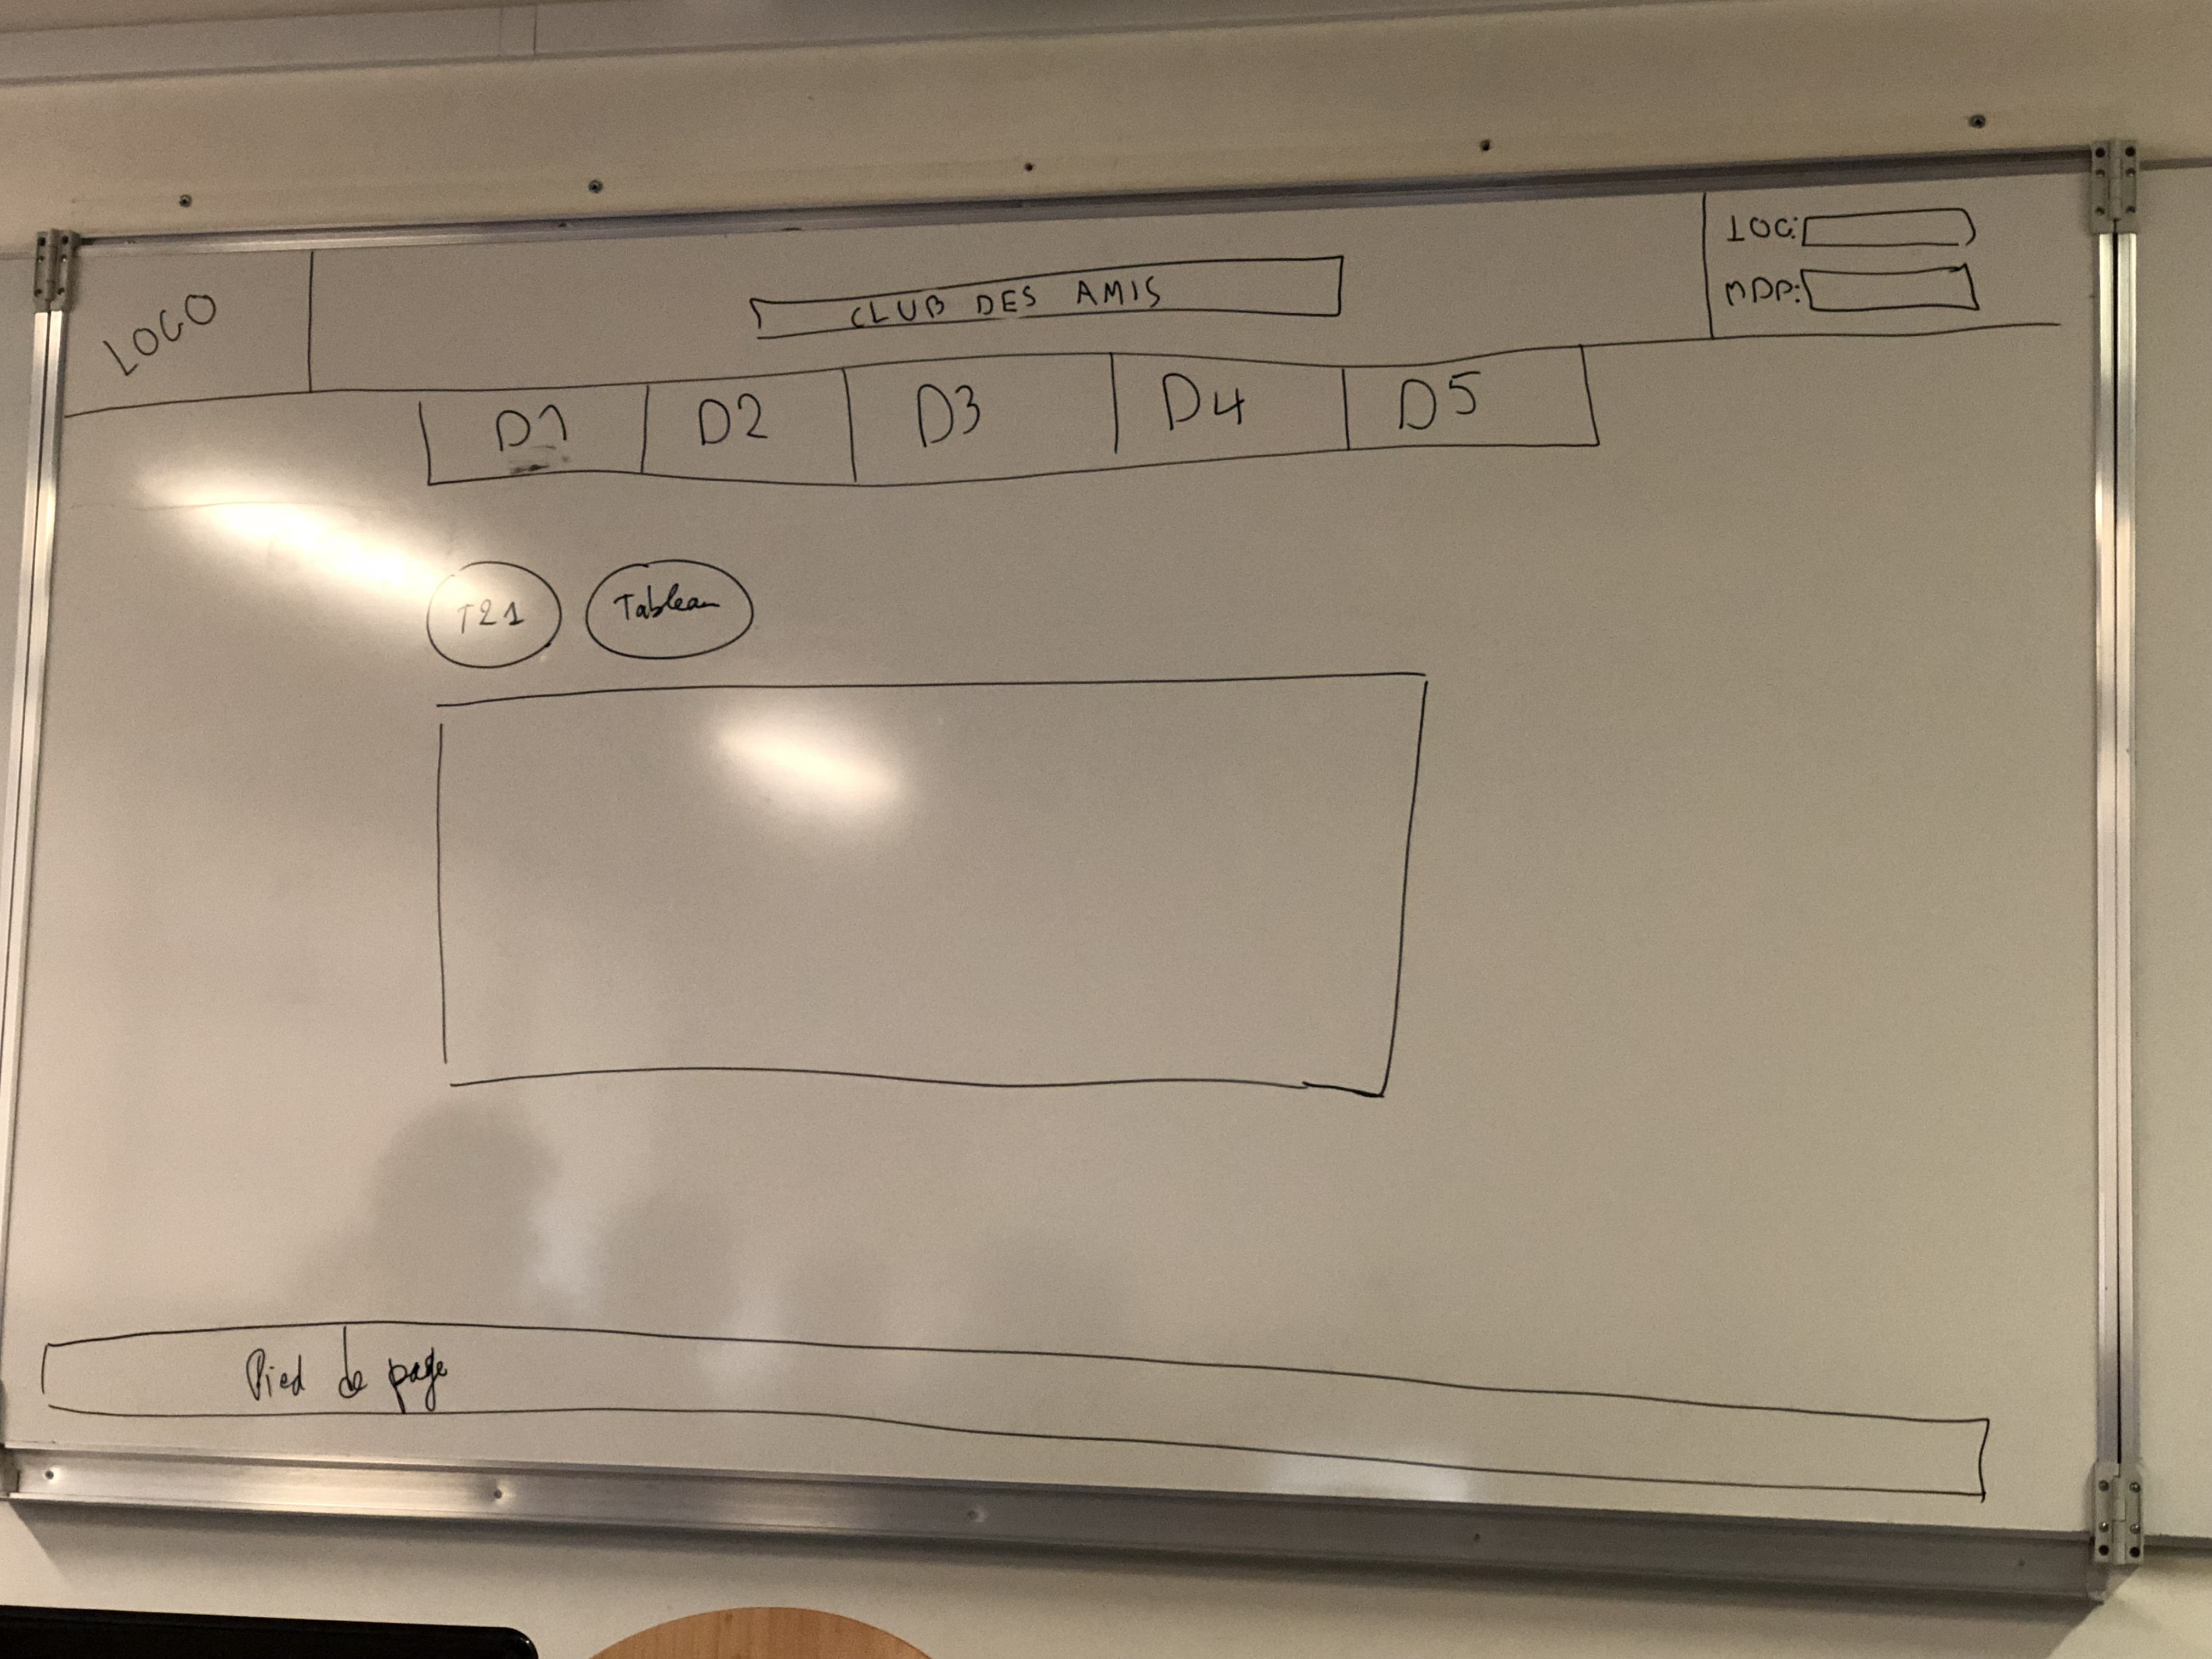 LOGO
CLUB DES AMIS
LOG:
MDP:
D1 D2 D3 D4 D5
T21 Tableau
Pied de page